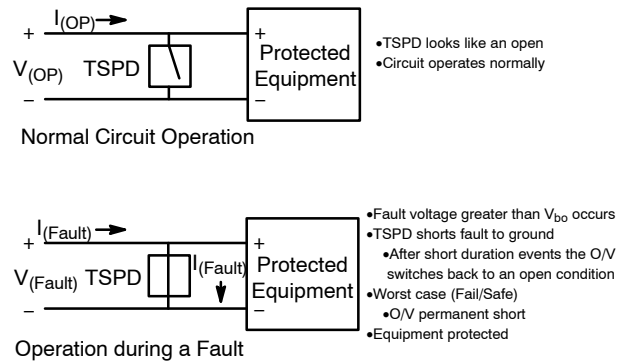 I(OP)
+ +
V(OP) TSPD
Protected
Equipment
– –
Normal Circuit Operation
•TSPD looks like an open
•Circuit operates normally
I(Fault)
+ +
V(Fault) TSPD
I(Fault)
Protected
Equipment
– –
Operation during a Fault
•Fault voltage greater than Vbo occurs
•TSPD shorts fault to ground
•After short duration events the O/V
switches back to an open condition
•Worst case (Fail/Safe)
•O/V permanent short
•Equipment protected